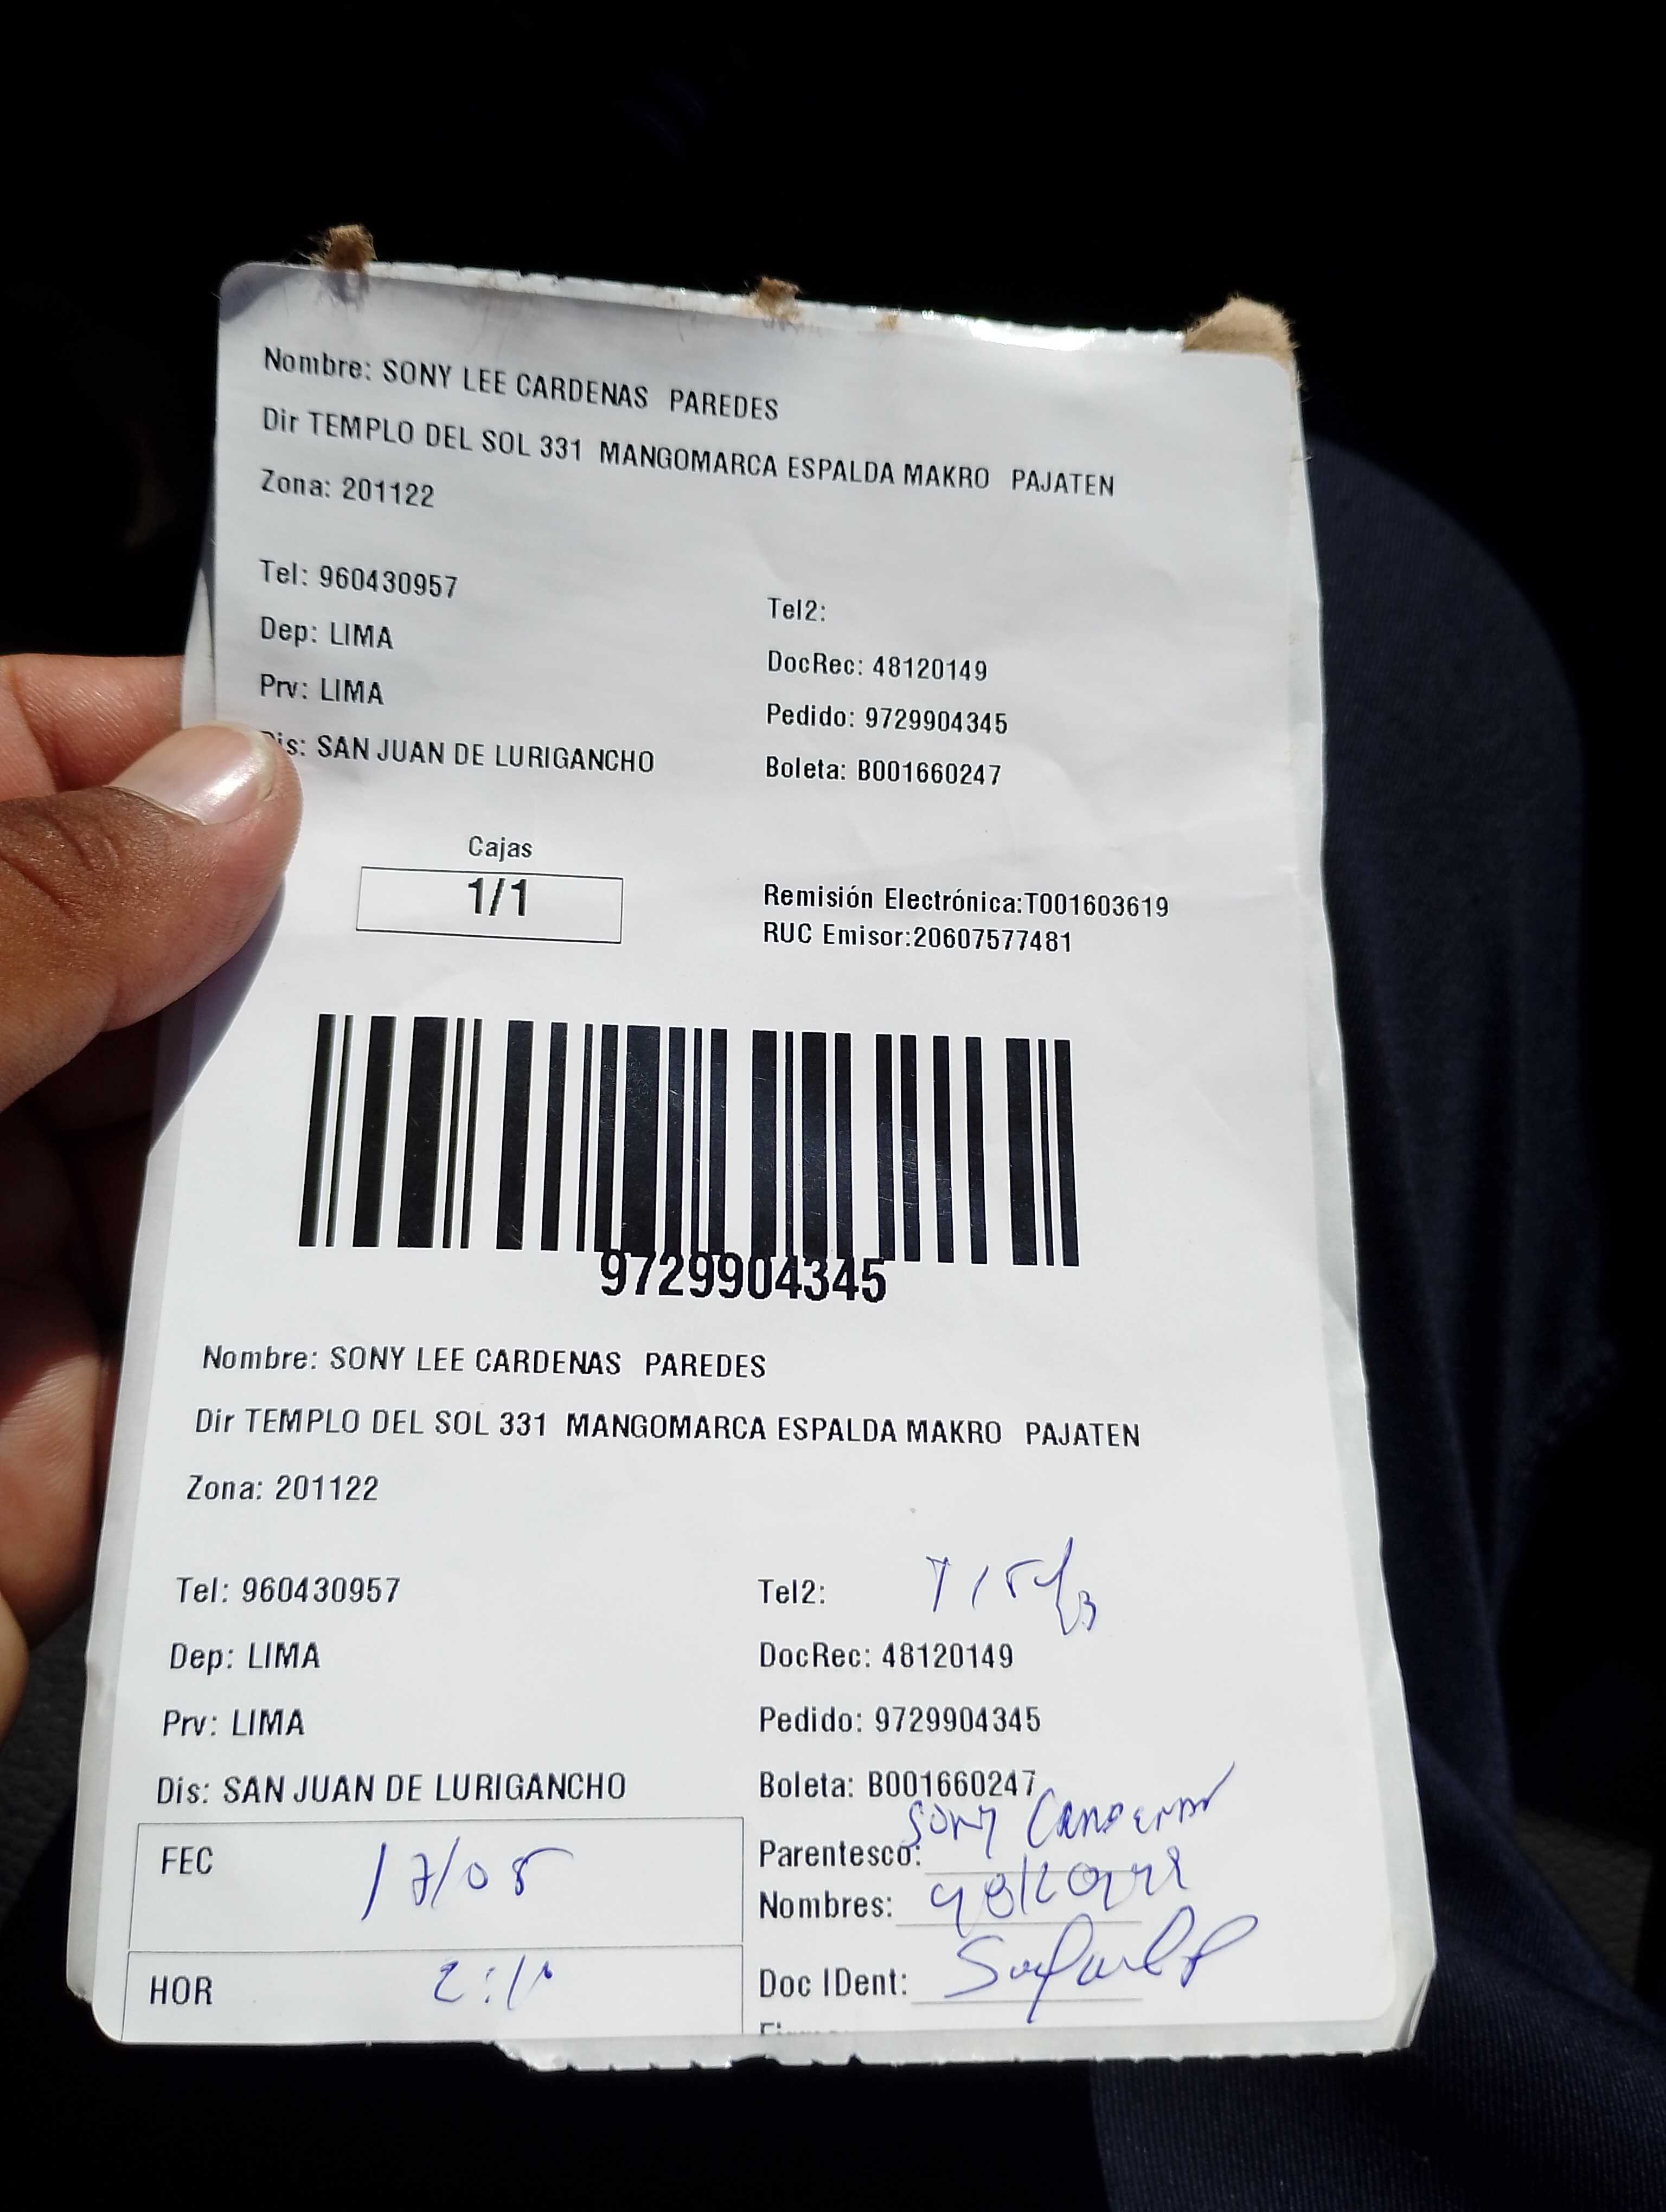 Nombre: SONY LEE CARDENAS PAREDES
Dir TEMPLO DEL SOL 331 MANGOMARCA ESPALDA MAKRO PAJATEN
Zona: 201122
Tel: 960430957
Tel2:
Dep: LIMA
DocRec: 48120149
Prv: LIMA
Pedido: 9729904345
Dis: SAN JUAN DE LURIGANCHO
Boleta: B001660247
Cajas
1/1
Remisión Electrónica:T001603619
RUC Emisor:20607577481
9729904345
Nombre: SONY LEE CARDENAS PAREDES
Dir TEMPLO DEL SOL 331 MANGOMARCA ESPALDA MAKRO PAJATEN
Zona: 201122
Tel: 960430957
Tel2:
Dep: LIMA
DocRec: 48120149
Prv: LIMA
Pedido: 9729904345
Dis: SAN JUAN DE LURIGANCHO
Boleta: B001660247
FEC 17/05
Parentesco: Sony
Nombres:
HOR
Doc IDent: